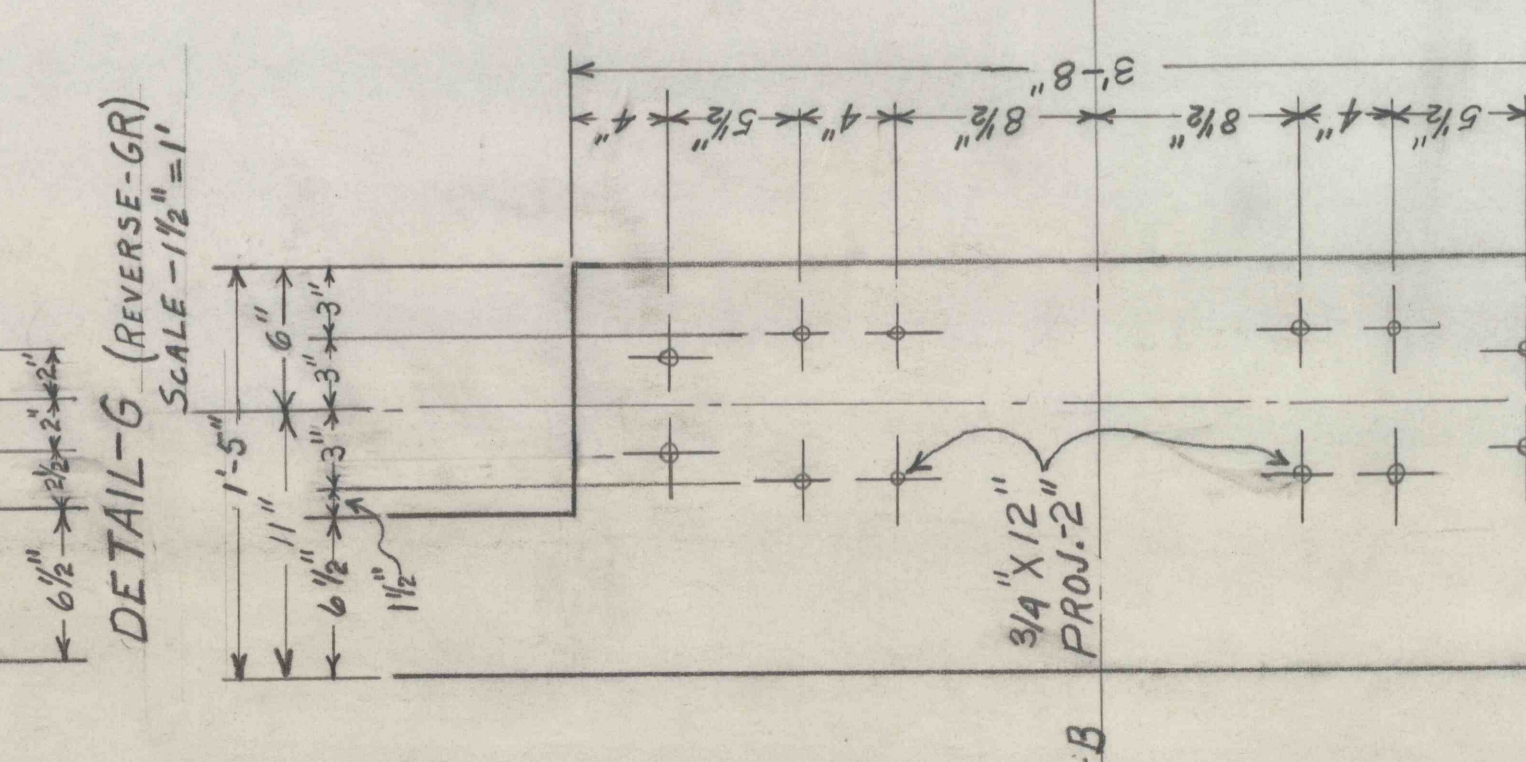 DETAIL-G (REVERSE-GR)
SCALE-1½"=1'
3'-8"
4" 5½" 4" 8½" 8½" 4" 5½"
6½" 2½ 2" 2"
1'-5"
11" 6"
6½" 3" 3" 3"
1½"
3/4" X 12"
PROJ.-2"
B